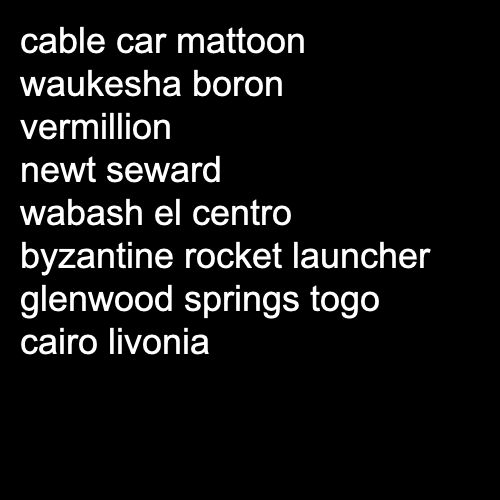 cable car mattoon
waukesha boron
vermillion
newt seward
wabash el centro
byzantine rocket launcher
glenwood springs togo
cairo livonia